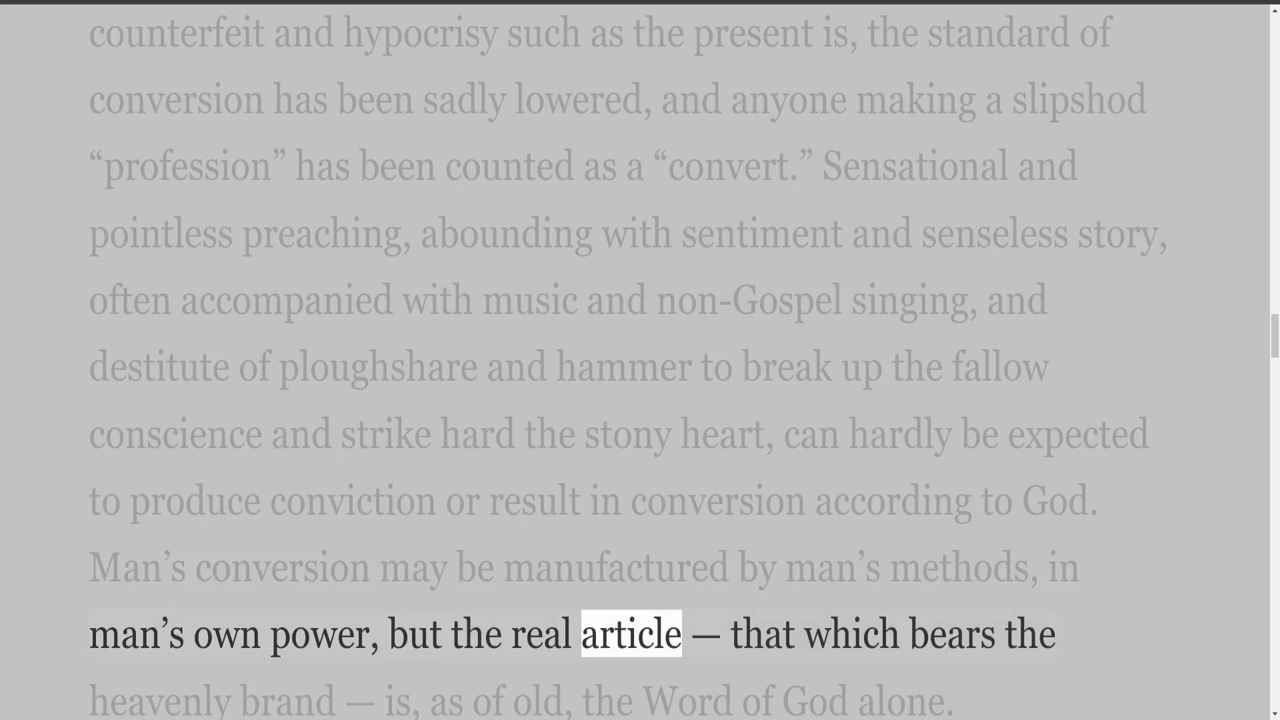 counterfeit and hypocrisy such as the present is, the standard of
conversion has been sadly lowered, and anyone making a slipshod
“profession” has been counted as a “convert.” Sensational and
pointless preaching, abounding with sentiment and senseless story,
often accompanied with music and non-Gospel singing, and
destitute of ploughshare and hammer to break up the fallow
conscience and strike hard the stony heart, can hardly be expected
to produce conviction or result in conversion according to God.
Man’s conversion may be manufactured by man’s methods, in
man’s own power, but the real article — that which bears the
heavenly brand — is, as of old, the Word of God alone.